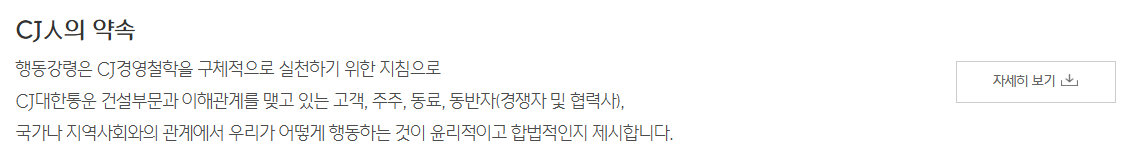 CJ人의 약속
행동강령은 CJ경영철학을 구체적으로 실천하기 위한 지침으로
CJ대한통운 건설부문과 이해관계를 맺고 있는 고객, 주주, 동료, 동반자(경쟁자 및 협력사),
국가나 지역사회와의 관계에서 우리가 어떻게 행동하는 것이 윤리적이고 합법적인지 제시합니다.
자세히 보기